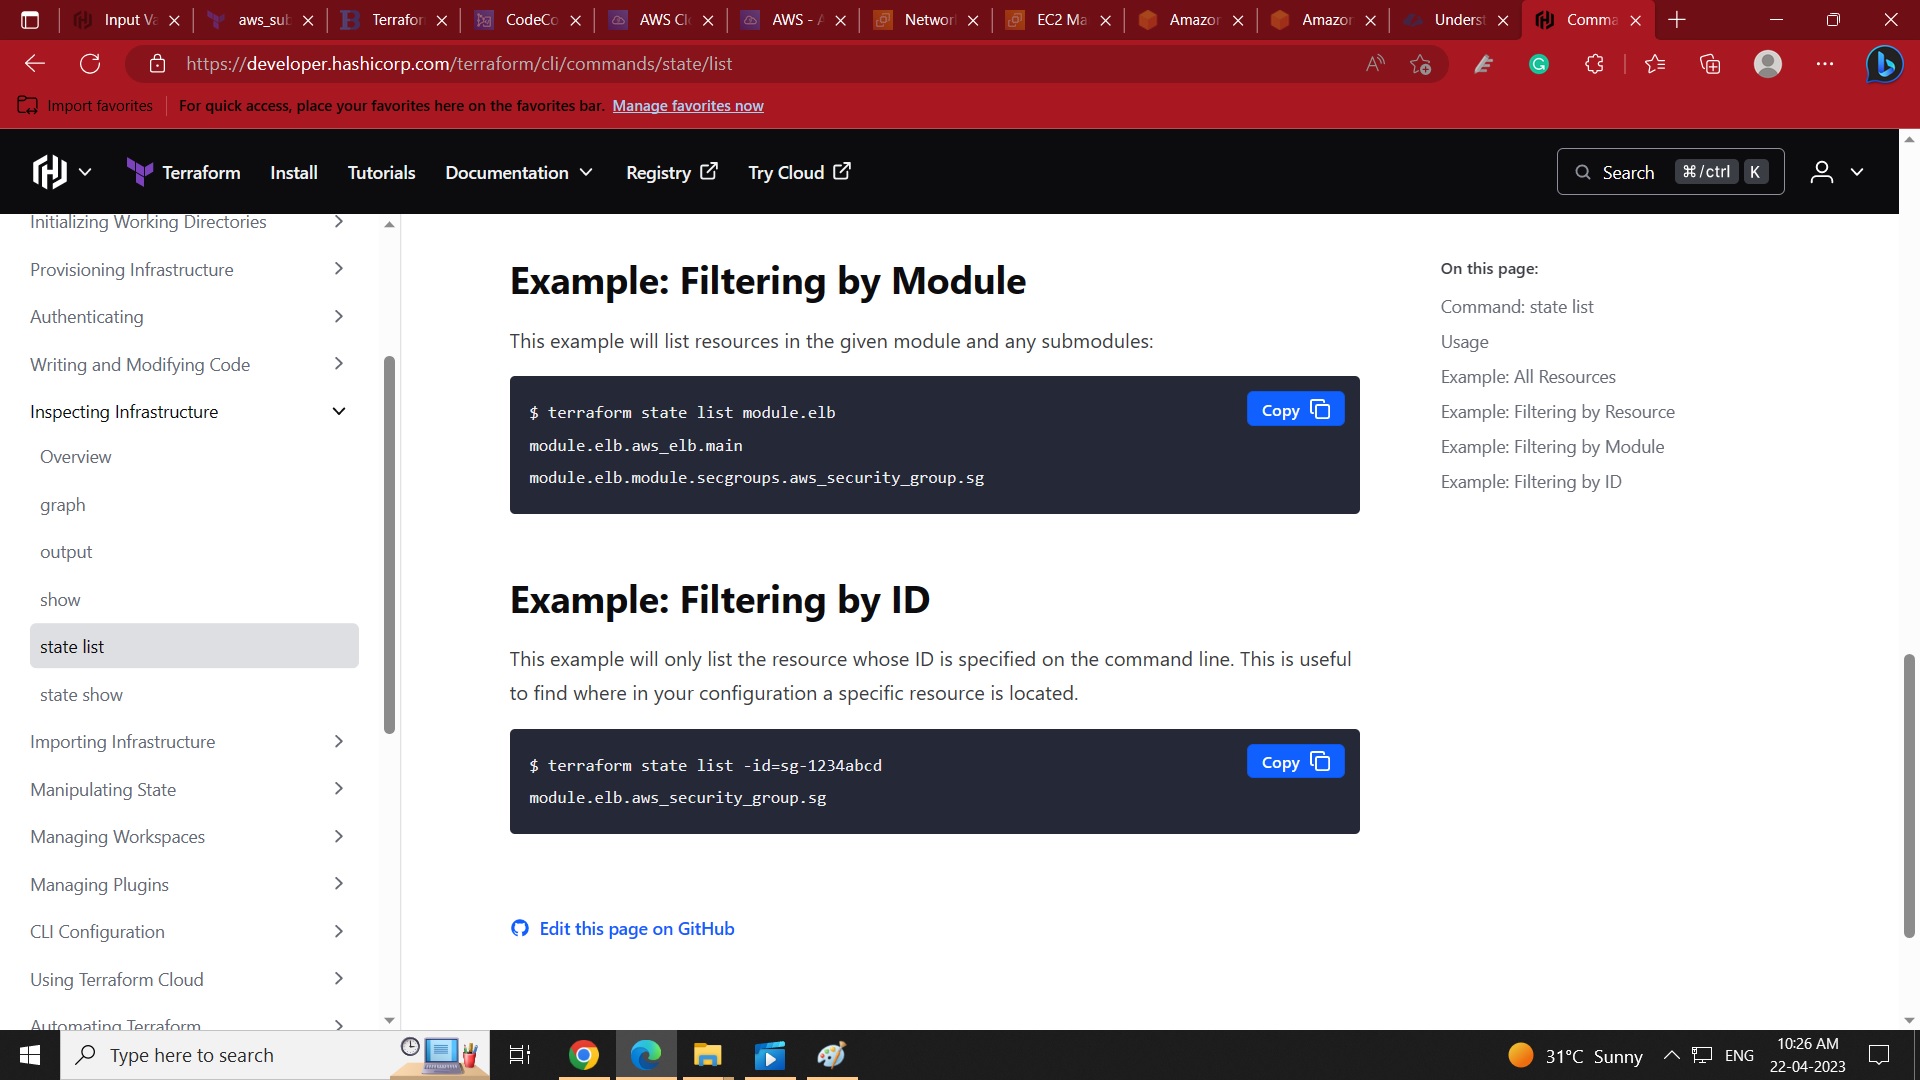 Input Va
aws_sub
Terrafor
CodeCo
AWS Cl
AWS - A
Networ
EC2 Ma
Amazon
Amazon
Underst
Comma
https://developer.hashicorp.com/terraform/cli/commands/state/list
Import favorites
For quick access, place your favorites here on the favorites bar. Manage favorites now
Terraform
Install
Tutorials
Documentation
Registry
Try Cloud
Search
⌘/ctrl
K
Initializing Working Directories
Provisioning Infrastructure
Authenticating
Writing and Modifying Code
Inspecting Infrastructure
Overview
graph
output
show
state list
state show
Importing Infrastructure
Manipulating State
Managing Workspaces
Managing Plugins
CLI Configuration
Using Terraform Cloud
Automating Terraform
Example: Filtering by Module
This example will list resources in the given module and any submodules:
Copy
$ terraform state list module.elb
module.elb.aws_elb.main
module.elb.module.secgroups.aws_security_group.sg
Example: Filtering by ID
This example will only list the resource whose ID is specified on the command line. This is useful
to find where in your configuration a specific resource is located.
Copy
$ terraform state list -id=sg-1234abcd
module.elb.aws_security_group.sg
Edit this page on GitHub
On this page:
Command: state list
Usage
Example: All Resources
Example: Filtering by Resource
Example: Filtering by Module
Example: Filtering by ID
Type here to search
31°C Sunny
ENG
10:26 AM
22-04-2023